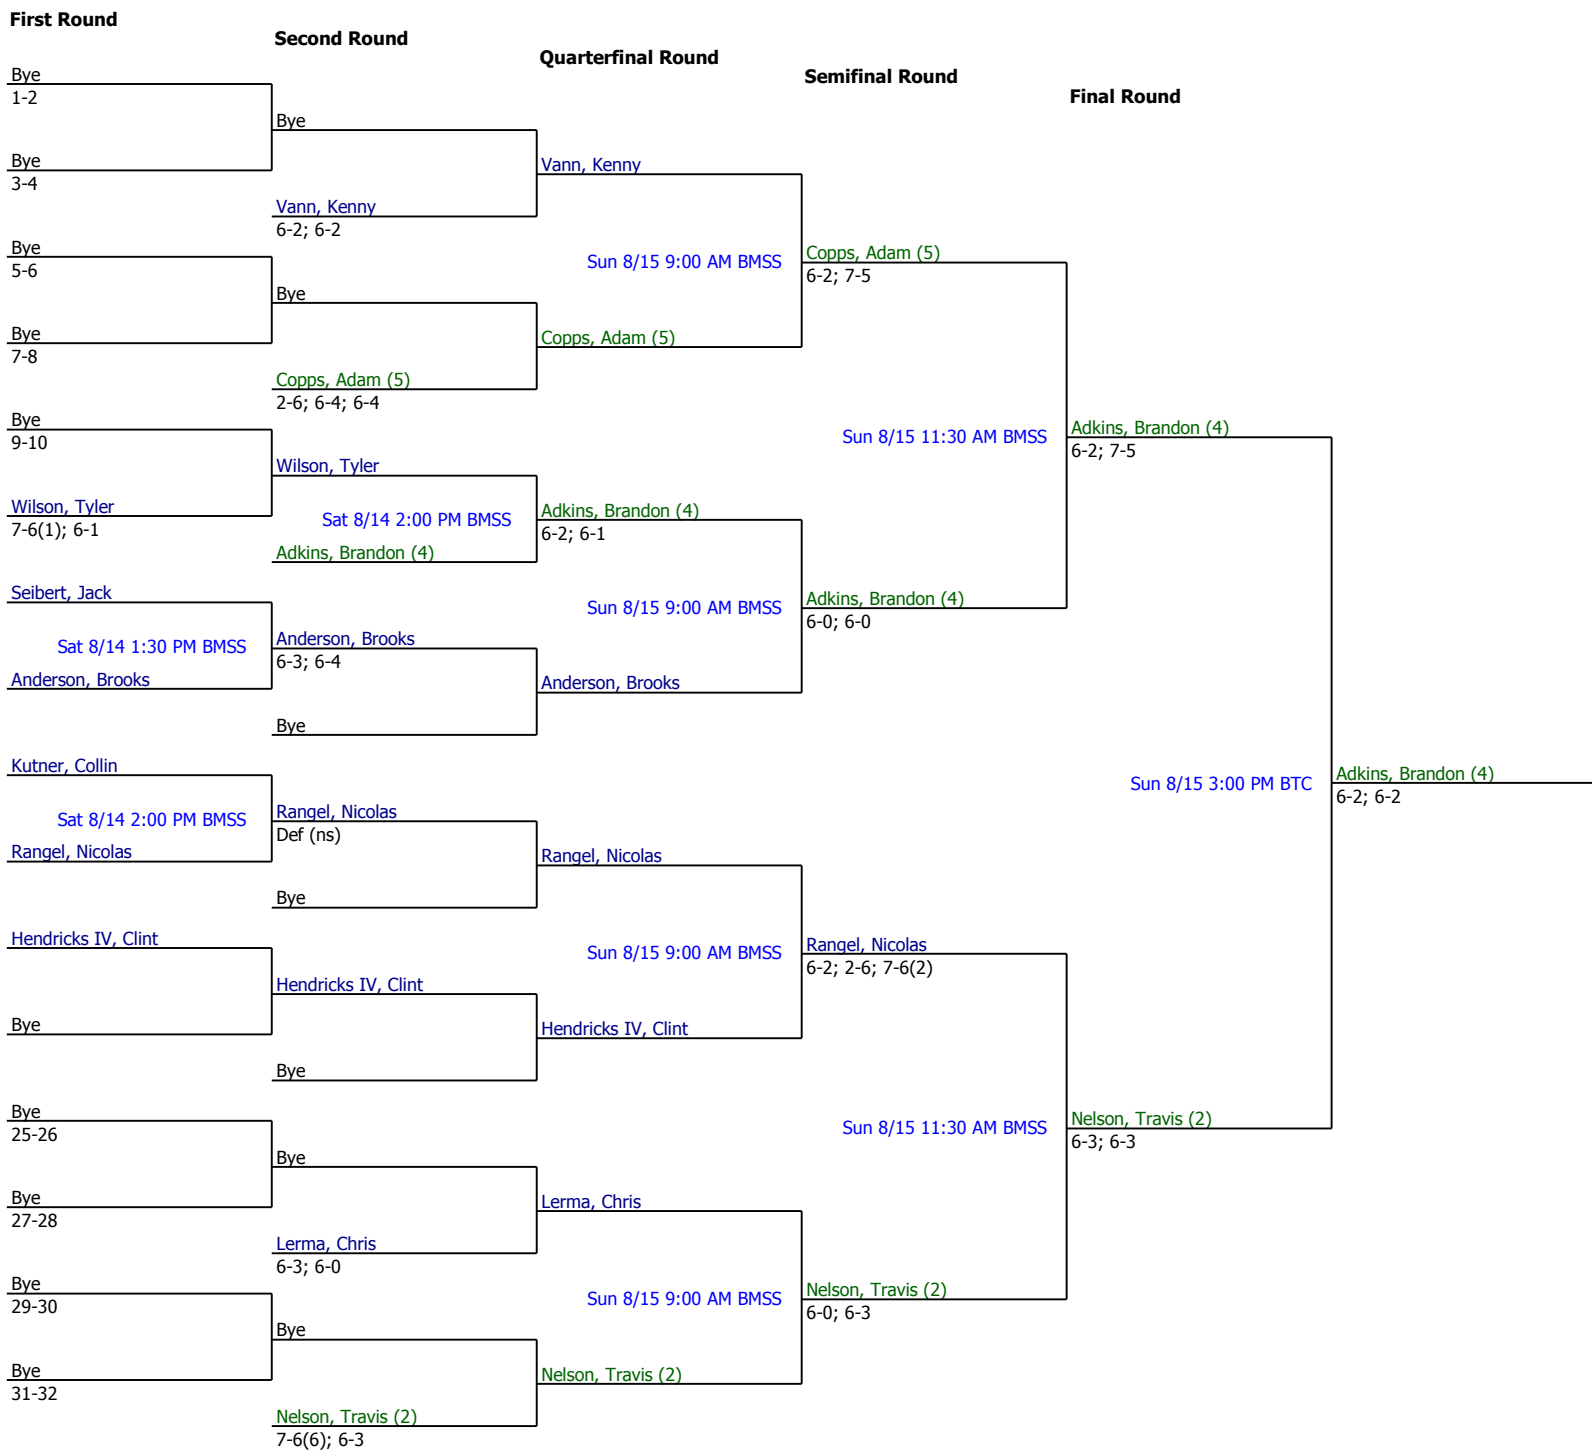 First Round
Second Round
Quarterfinal Round
Semifinal Round
Final Round
Bye
1-2
Bye
Bye
3-4
Vann, Kenny
Vann, Kenny
6-2; 6-2
Bye
5-6
Sun 8/15 9:00 AM BMSS
Copps, Adam (5)
6-2; 7-5
Bye
Bye
7-8
Copps, Adam (5)
Copps, Adam (5)
2-6; 6-4; 6-4
Bye
9-10
Sun 8/15 11:30 AM BMSS
Adkins, Brandon (4)
6-2; 7-5
Wilson, Tyler
Wilson, Tyler
7-6(1); 6-1
Sat 8/14 2:00 PM BMSS
Adkins, Brandon (4)
6-2; 6-1
Adkins, Brandon (4)
Seibert, Jack
Sun 8/15 9:00 AM BMSS
Adkins, Brandon (4)
6-0; 6-0
Sat 8/14 1:30 PM BMSS
Anderson, Brooks
6-3; 6-4
Anderson, Brooks
Anderson, Brooks
Bye
Kutner, Collin
Sun 8/15 3:00 PM BTC
Adkins, Brandon (4)
6-2; 6-2
Sat 8/14 2:00 PM BMSS
Rangel, Nicolas
Def (ns)
Rangel, Nicolas
Rangel, Nicolas
Bye
Hendricks IV, Clint
Sun 8/15 9:00 AM BMSS
Rangel, Nicolas
6-2; 2-6; 7-6(2)
Hendricks IV, Clint
Bye
Hendricks IV, Clint
Bye
Bye
25-26
Sun 8/15 11:30 AM BMSS
Nelson, Travis (2)
6-3; 6-3
Bye
Bye
27-28
Lerma, Chris
Lerma, Chris
6-3; 6-0
Bye
29-30
Sun 8/15 9:00 AM BMSS
Nelson, Travis (2)
6-0; 6-3
Bye
Bye
31-32
Nelson, Travis (2)
Nelson, Travis (2)
7-6(6); 6-3